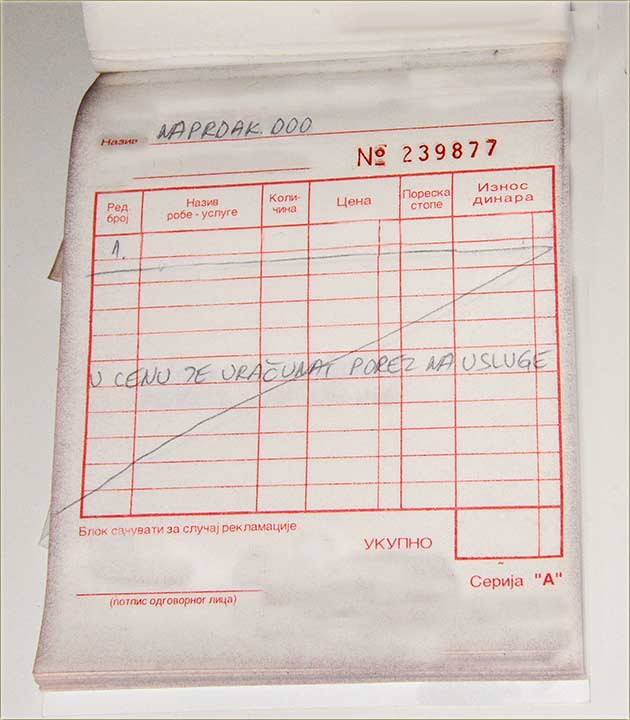 Назив NAPRDAK.DOO
№ 239877
Ред. број
Назив робе - услуге
Коли- чина
Цена
Пореска стопе
Износ динара
1.
U CENU JE URAČUNAT POREZ NA USLUGE
Блок сачувати за случај рекламације
УКУПНО
Серија "А"
(потпис одговорног лица)